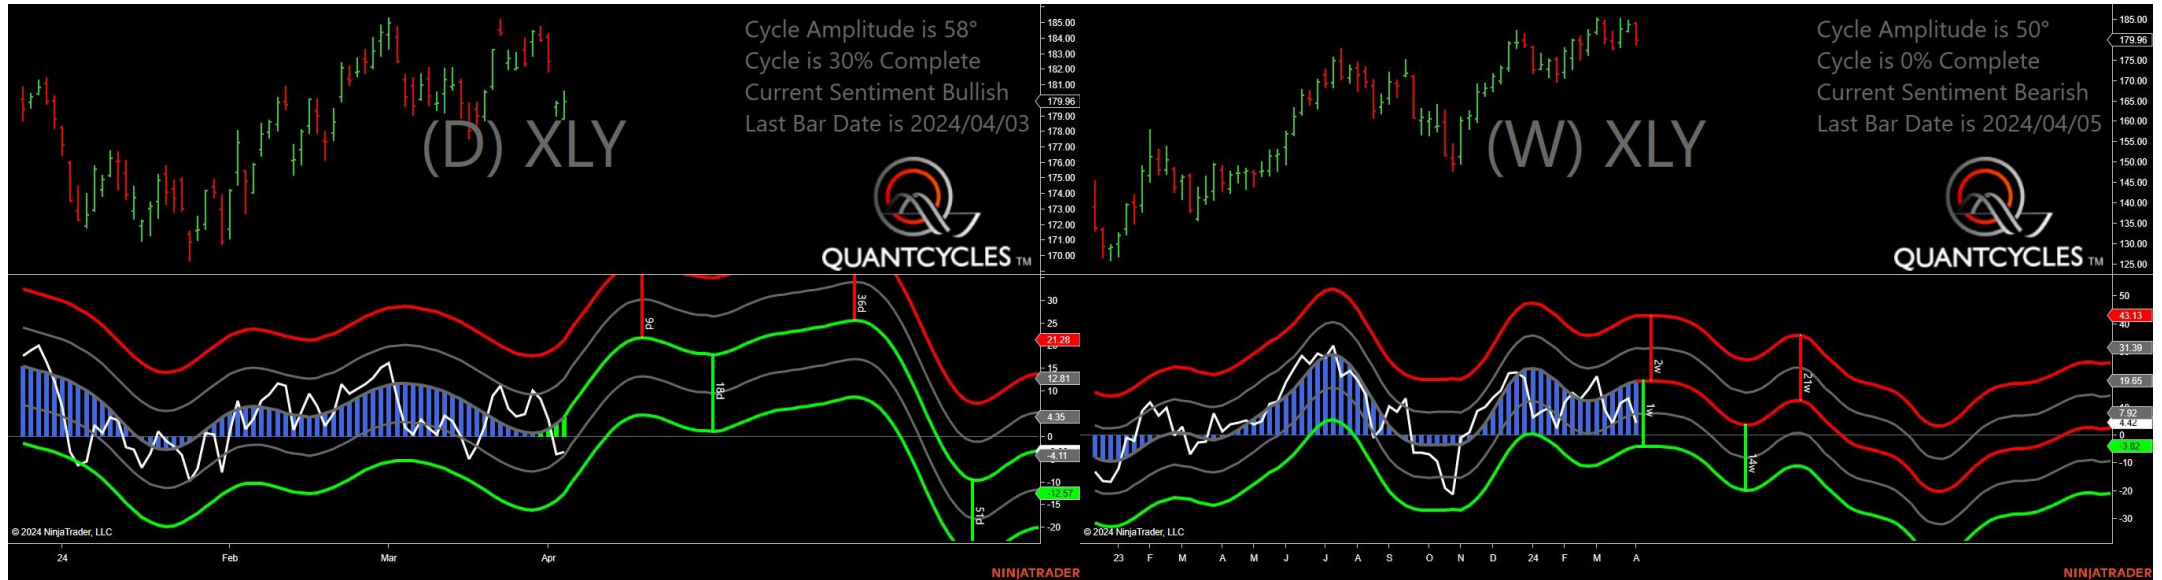 Cycle Amplitude is 58°
Cycle is 30% Complete
Current Sentiment Bullish
Last Bar Date is 2024/04/03
(D) XLY
QUANTCYCLES TM
185.00
184.00
183.00
182.00
181.00
179.96
179.00
178.00
177.00
176.00
175.00
174.00
173.00
172.00
171.00
170.00
9d
18d
36d
51d
30
25
21.28
15
12.81
10
4.35
0
-4.11
-10
-12.57
-15
-20
© 2024 NinjaTrader, LLC
24 Feb Mar Apr
NINJATRADER
Cycle Amplitude is 50°
Cycle is 0% Complete
Current Sentiment Bearish
Last Bar Date is 2024/04/05
(W) XLY
QUANTCYCLES TM
185.00
179.96
175.00
170.00
165.00
160.00
155.00
150.00
145.00
140.00
135.00
130.00
125.00
2w
1w
14w
21w
50
43.13
40
31.39
19.65
7.92
4.42
0
-3.82
-10
-20
-30
© 2024 NinjaTrader, LLC
23 F M A M J J A S O N D 24 F M A
NINJATRADER